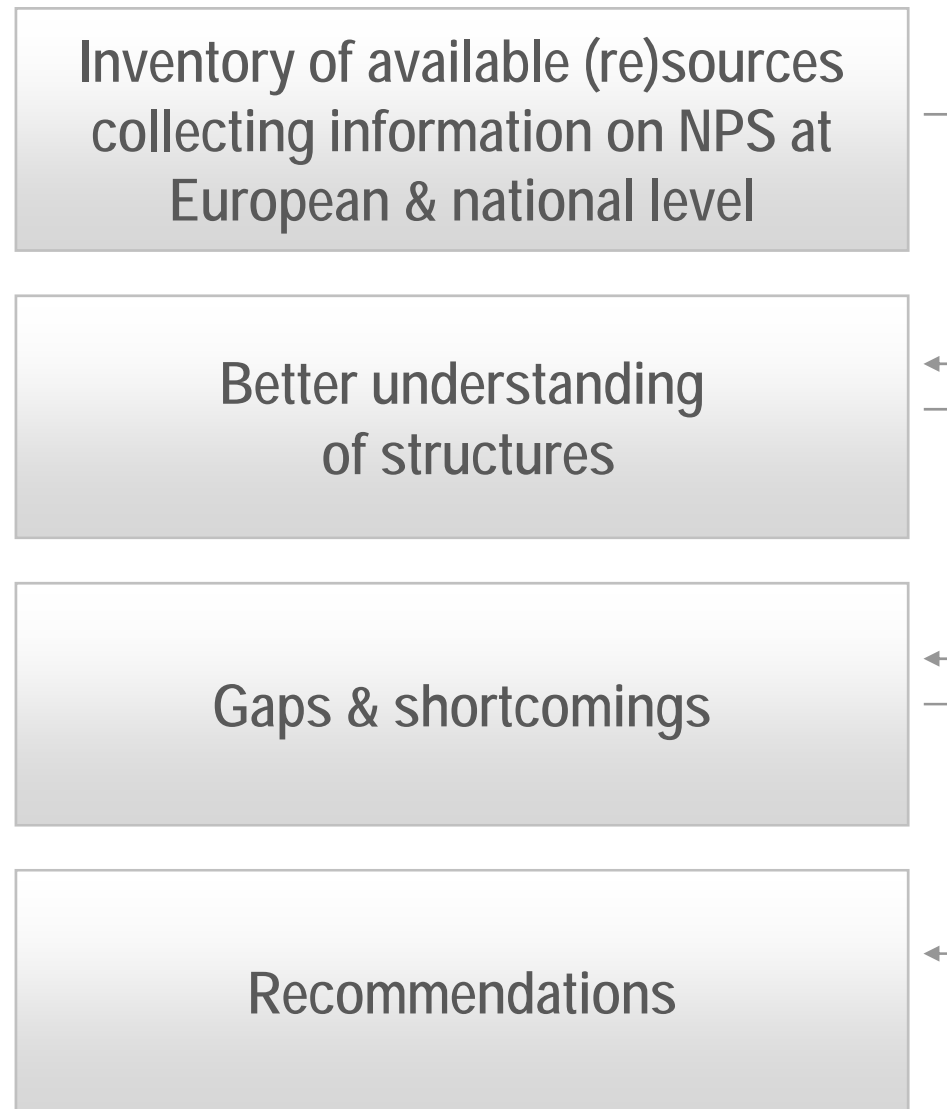 Inventory of available (re)sources
collecting information on NPS at
European & national level
Better understanding
of structures
Gaps & shortcomings
Recommendations